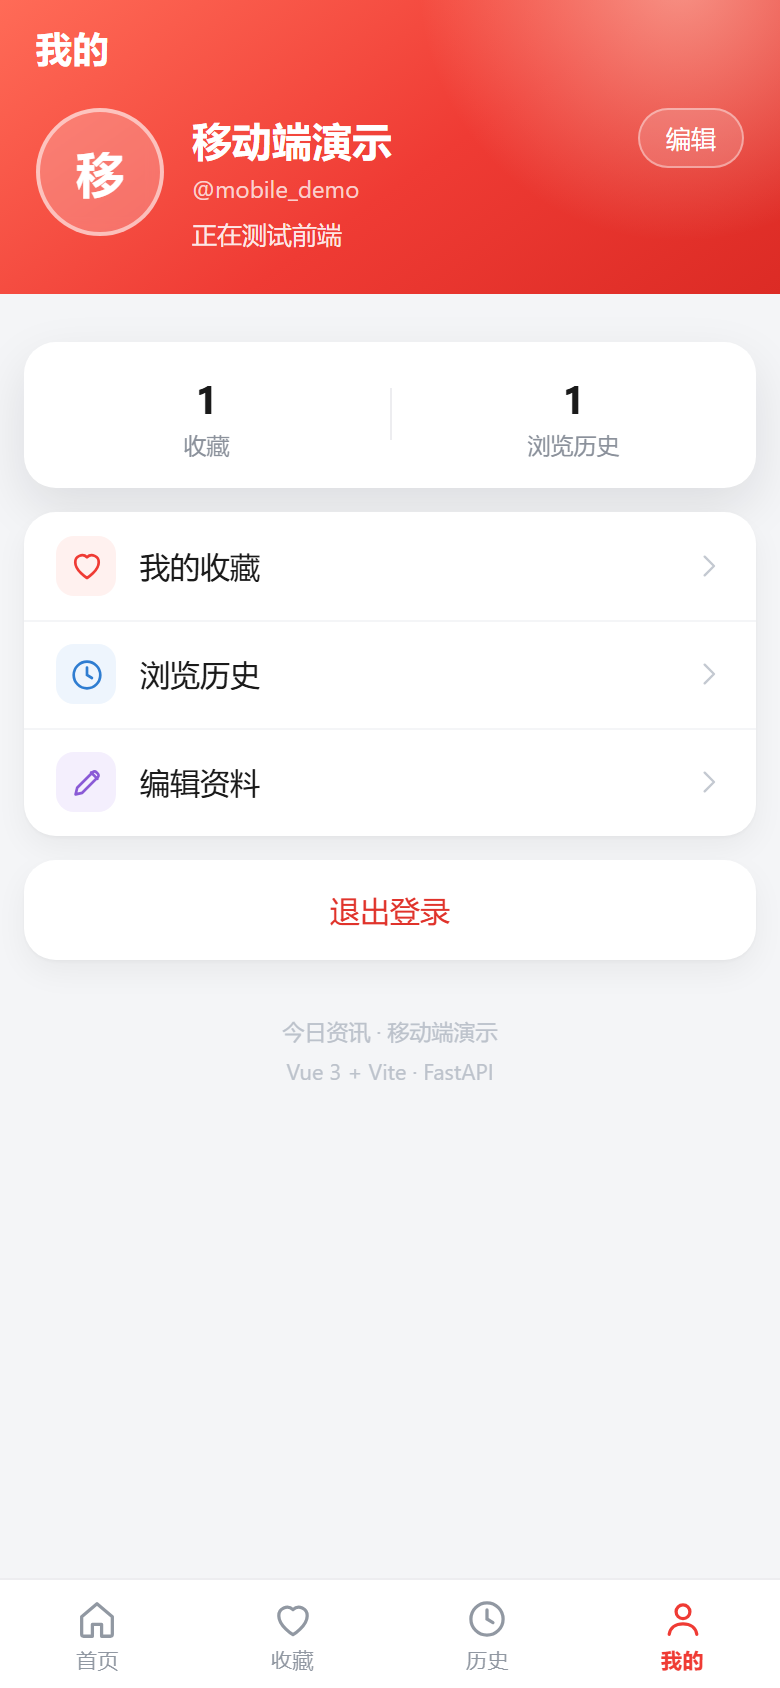 我的
移
移动端演示
编辑
@mobile_demo
正在测试前端
1
收藏
1
浏览历史
我的收藏
浏览历史
编辑资料
退出登录
今日资讯 · 移动端演示
Vue 3 + Vite · FastAPI
首页
收藏
历史
我的